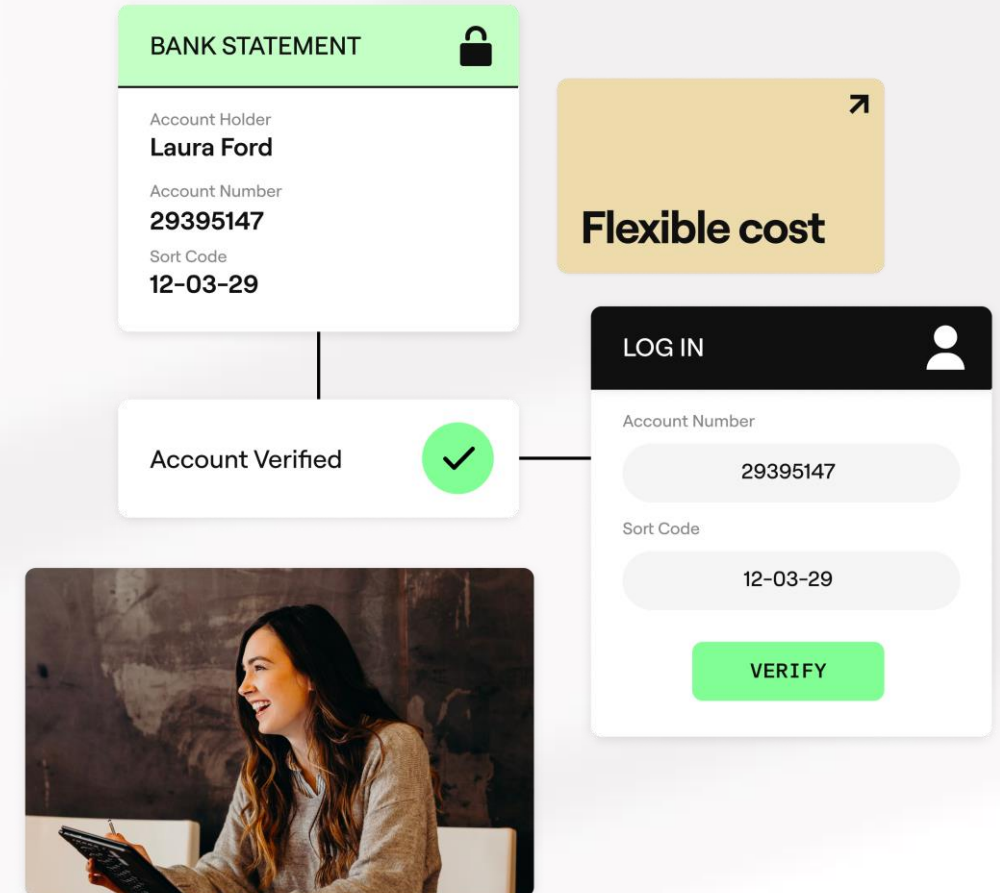 BANK STATEMENT
Account Holder
Laura Ford
Account Number
29395147
Sort Code
12-03-29
Flexible cost
Account Verified
LOG IN
Account Number
29395147
Sort Code
12-03-29
VERIFY